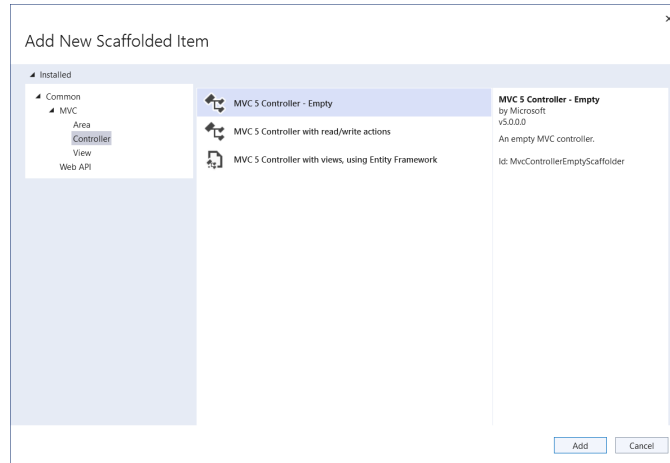 Add New Scaffolded Item
Installed
Common
MVC
Area
Controller
View
Web API
MVC 5 Controller - Empty
MVC 5 Controller with read/write actions
MVC 5 Controller with views, using Entity Framework
MVC 5 Controller - Empty
by Microsoft
v5.0.0.0
An empty MVC controller.
Id: MvcControllerEmptyScaffolder
Add
Cancel